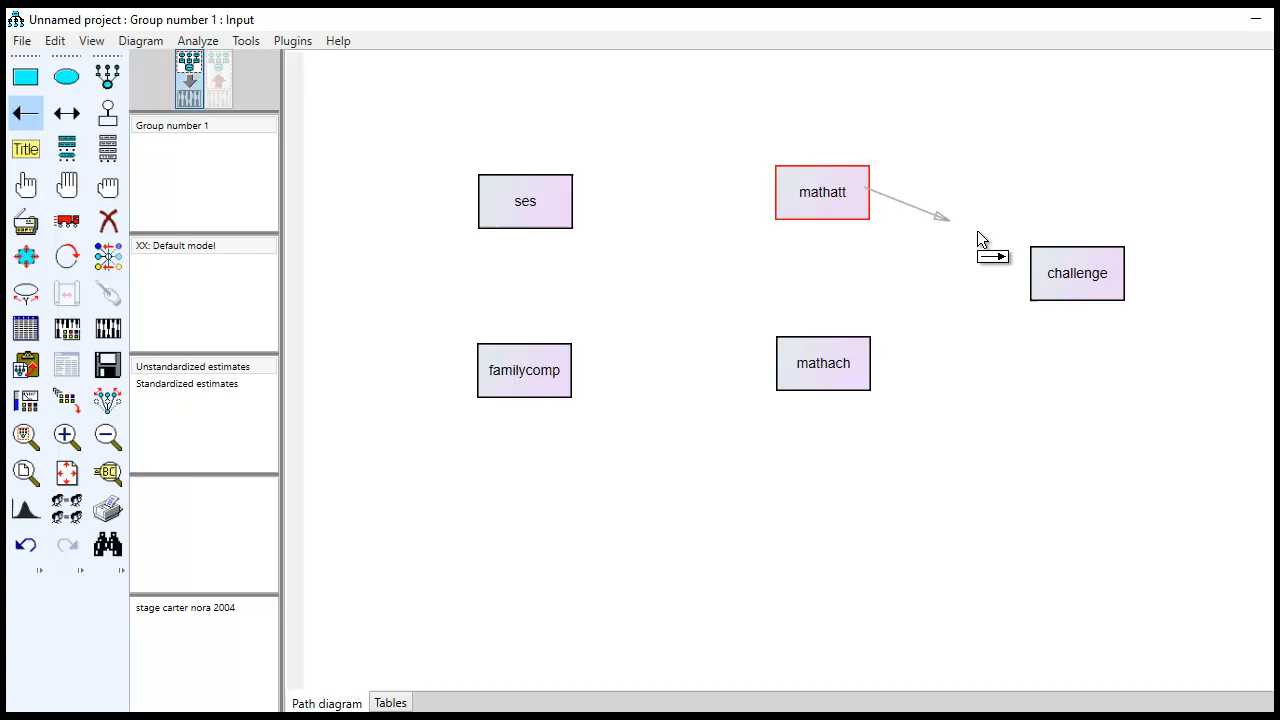 Unnamed project : Group number 1 : Input
File Edit View Diagram Analyze Tools Plugins Help
Title
Group number 1
XX: Default model
Unstandardized estimates
Standardized estimates
stage carter nora 2004
ses
mathatt
challenge
familycomp
mathach
Path diagram Tables